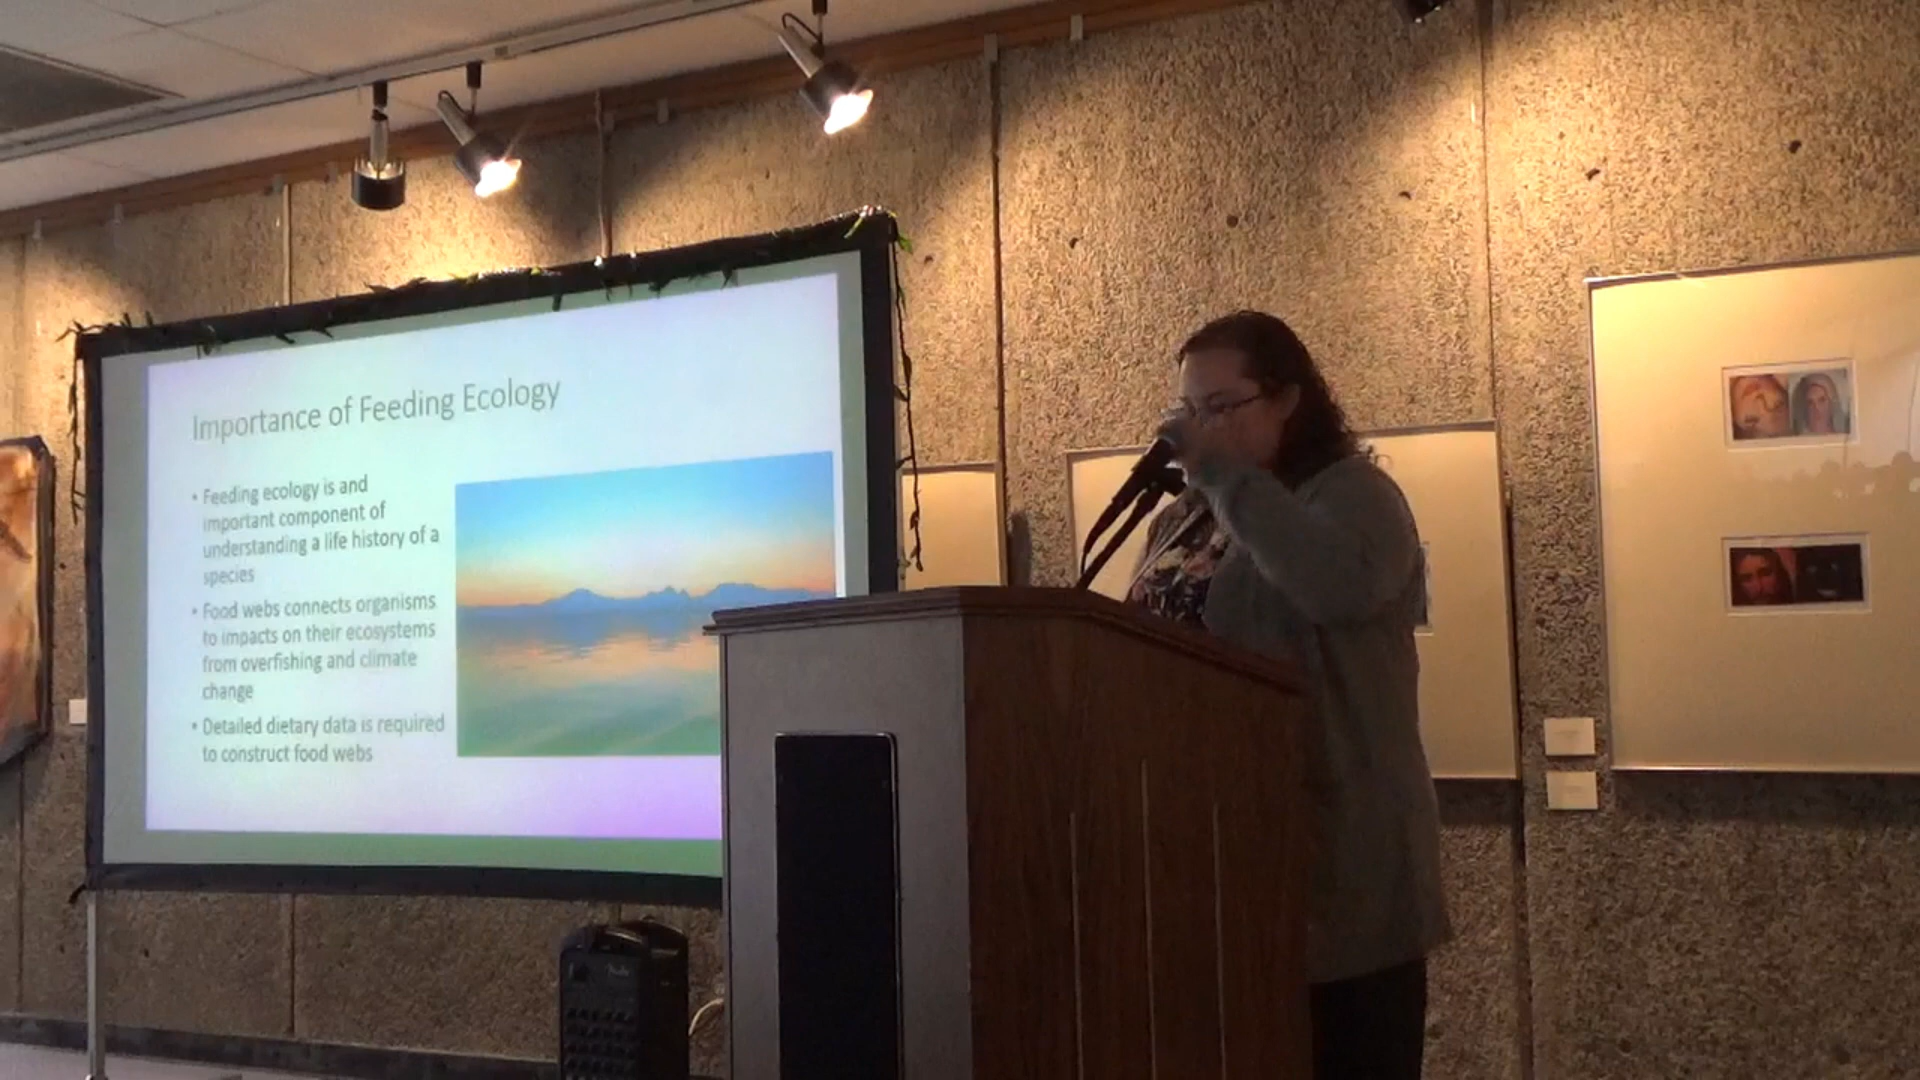 Importance of Feeding Ecology
• Feeding ecology is and
important component of
understanding a life history of a
species
• Food webs connects organisms
to impacts on their ecosystems
from overfishing and climate
change
• Detailed dietary data is required
to construct food webs
Fender